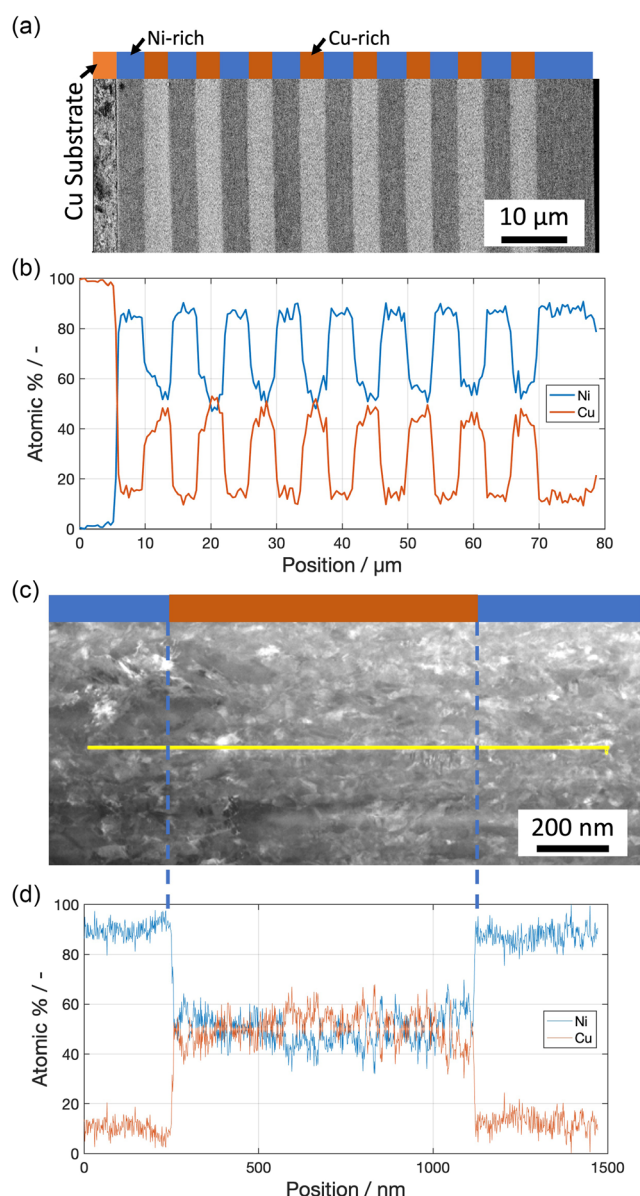 (a)
Ni-rich
Cu-rich
Cu Substrate
10 µm
(b)
100
80
60
40
20
0
Atomic % / -
Ni
Cu
0 10 20 30 40 50 60 70 80
Position / µm
(c)
200 nm
(d)
100
80
60
40
20
0
Atomic % / -
Ni
Cu
0 500 1000 1500
Position / nm